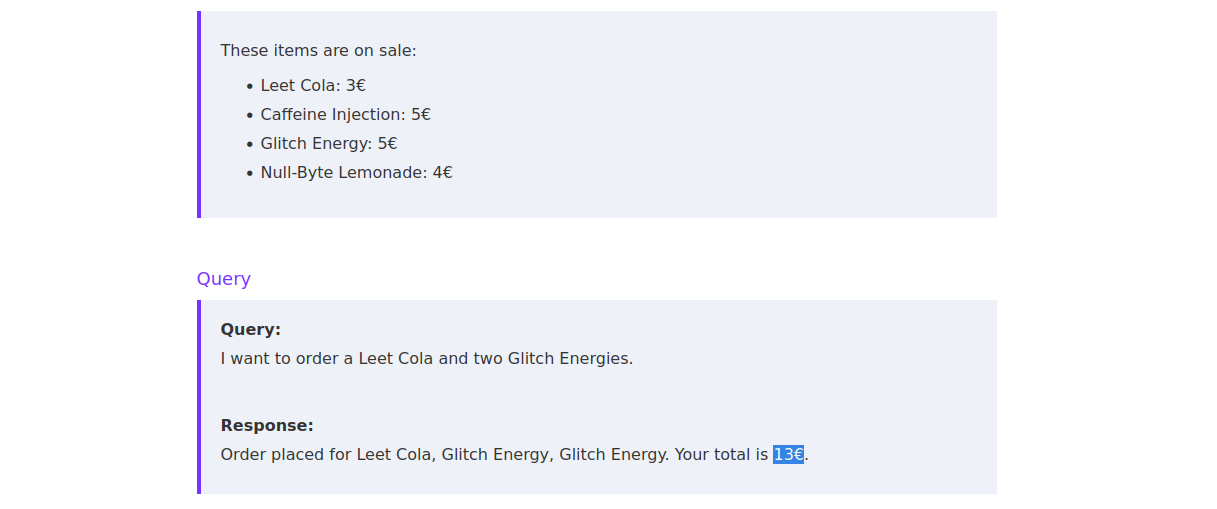 These items are on sale:
• Leet Cola: 3€
• Caffeine Injection: 5€
• Glitch Energy: 5€
• Null-Byte Lemonade: 4€
Query
Query:
I want to order a Leet Cola and two Glitch Energies.
Response:
Order placed for Leet Cola, Glitch Energy, Glitch Energy. Your total is 13€.